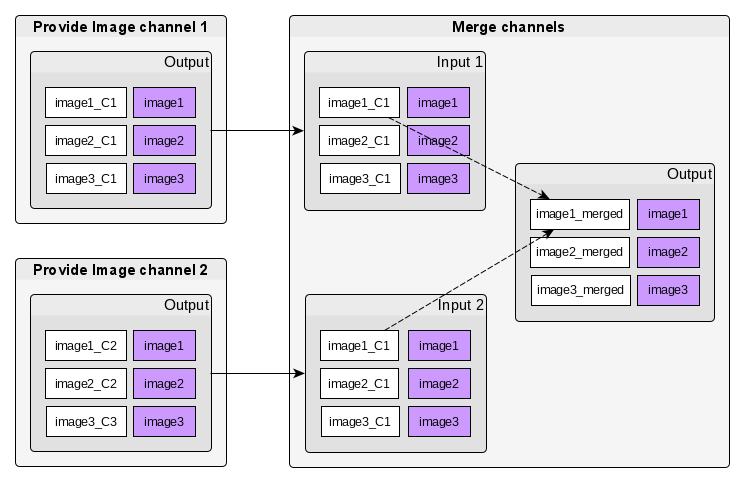 Provide Image channel 1
Output
image1_C1 image1
image2_C1 image2
image3_C1 image3
Provide Image channel 2
Output
image1_C2 image1
image2_C2 image2
image3_C3 image3
Merge channels
Input 1
image1_C1 image1
image2_C1 image2
image3_C1 image3
Input 2
image1_C1 image1
image2_C1 image2
image3_C1 image3
Output
image1_merged image1
image2_merged image2
image3_merged image3